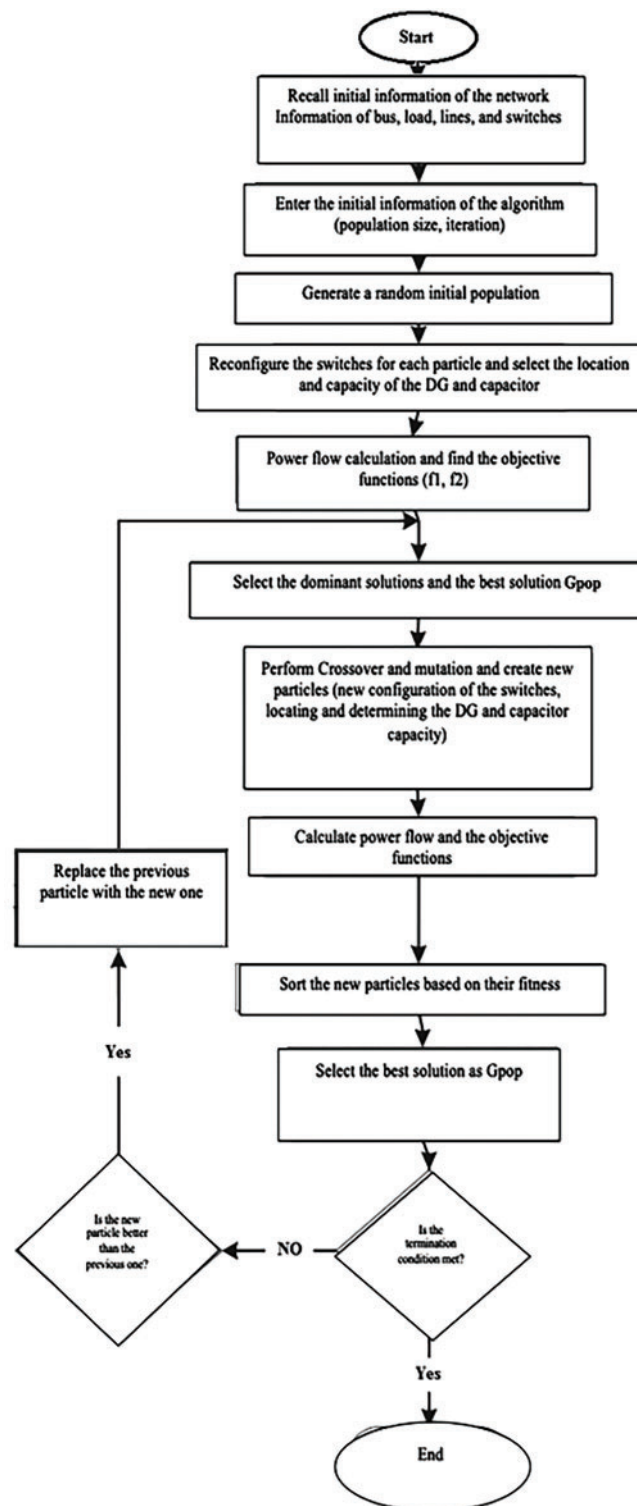 Start
Recall initial information of the network
Information of bus, load, lines, and switches
Enter the initial information of the algorithm
(population size, iteration)
Generate a random initial population
Reconfigure the switches for each particle and select the location
and capacity of the DG and capacitor
Power flow calculation and find the objective
functions (f1, f2)
Select the dominant solutions and the best solution Gpop
Perform Crossover and mutation and create new
particles (new configuration of the switches,
locating and determining the DG and capacitor
capacity)
Calculate power flow and the objective
functions
Replace the previous
particle with the new one
Sort the new particles based on their fitness
Yes
Select the best solution as Gpop
Is the new
particle better
than the
previous one?
NO
Is the
termination
condition met?
Yes
End